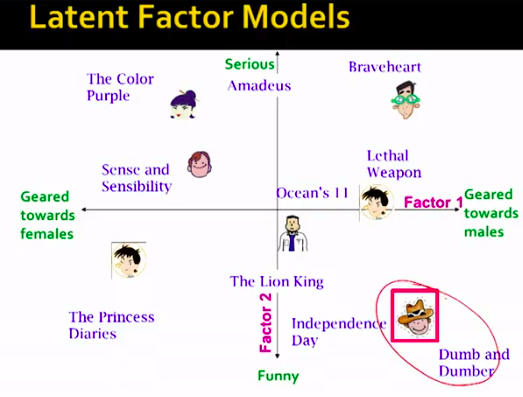 Latent Factor Models
Serious
Braveheart
The Color
Purple
Amadeus
Lethal
Weapon
Sense and
Sensibility
Ocean's 11
Geared
towards
females
Factor 1
Geared
towards
males
The Lion King
The Princess
Diaries
Factor 2
Independence
Day
Dumb and
Dumber
Funny